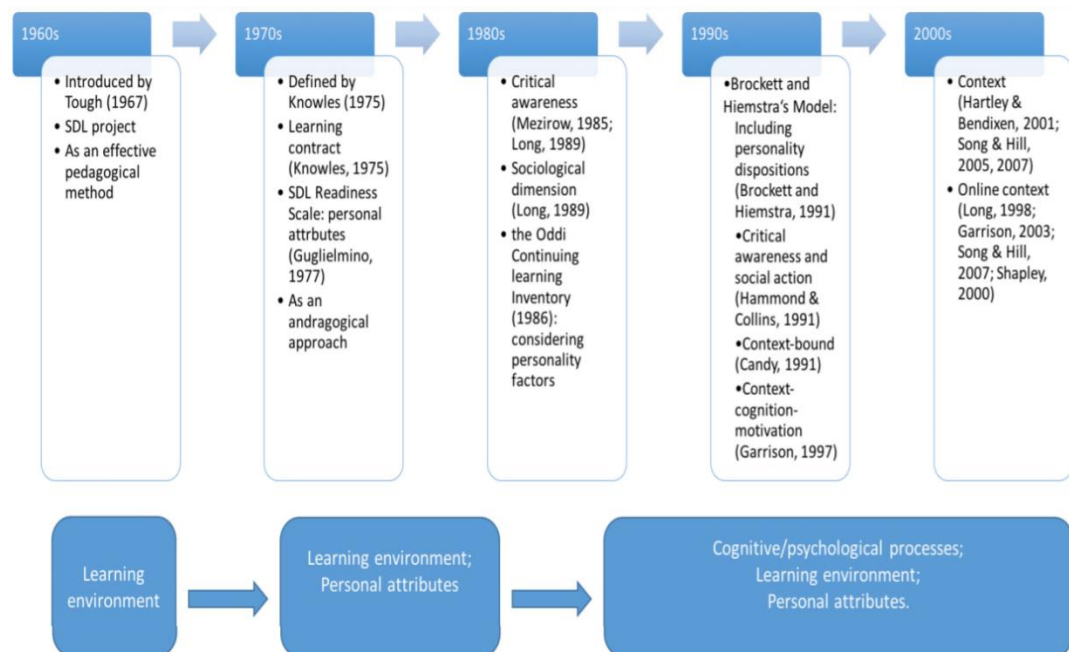 1960s
• Introduced by
Tough (1967)
• SDL project
• As an effective
pedagogical
method
1970s
• Defined by
Knowles (1975)
• Learning
contract
(Knowles, 1975)
• SDL Readiness
Scale: personal
attrbutes
(Guglielmino,
1977)
• As an
andragogical
approach
1980s
• Critical
awareness
(Mezirow, 1985;
Long, 1989)
• Sociological
dimension
(Long, 1989)
• the Oddi
Continuing
learning
Inventory
(1986):
considering
personality
factors
1990s
•Brockett and
Hiemstra's Model:
Including
personality
dispositions
(Brockett and
Hiemstra, 1991)
•Critical
awareness and
social action
(Hammond &
Collins, 1991)
•Context-bound
(Candy, 1991)
•Context-
cognition-
motivation
(Garrison, 1997)
2000s
• Context
(Hartley &
Bendixen, 2001;
Song & Hill,
2005, 2007)
• Online context
(Long, 1998;
Garrison, 2003;
Song & Hill,
2007; Shapley,
2000)
Learning
environment
Learning environment;
Personal attributes
Cognitive/psychological processes;
Learning environment;
Personal attributes.